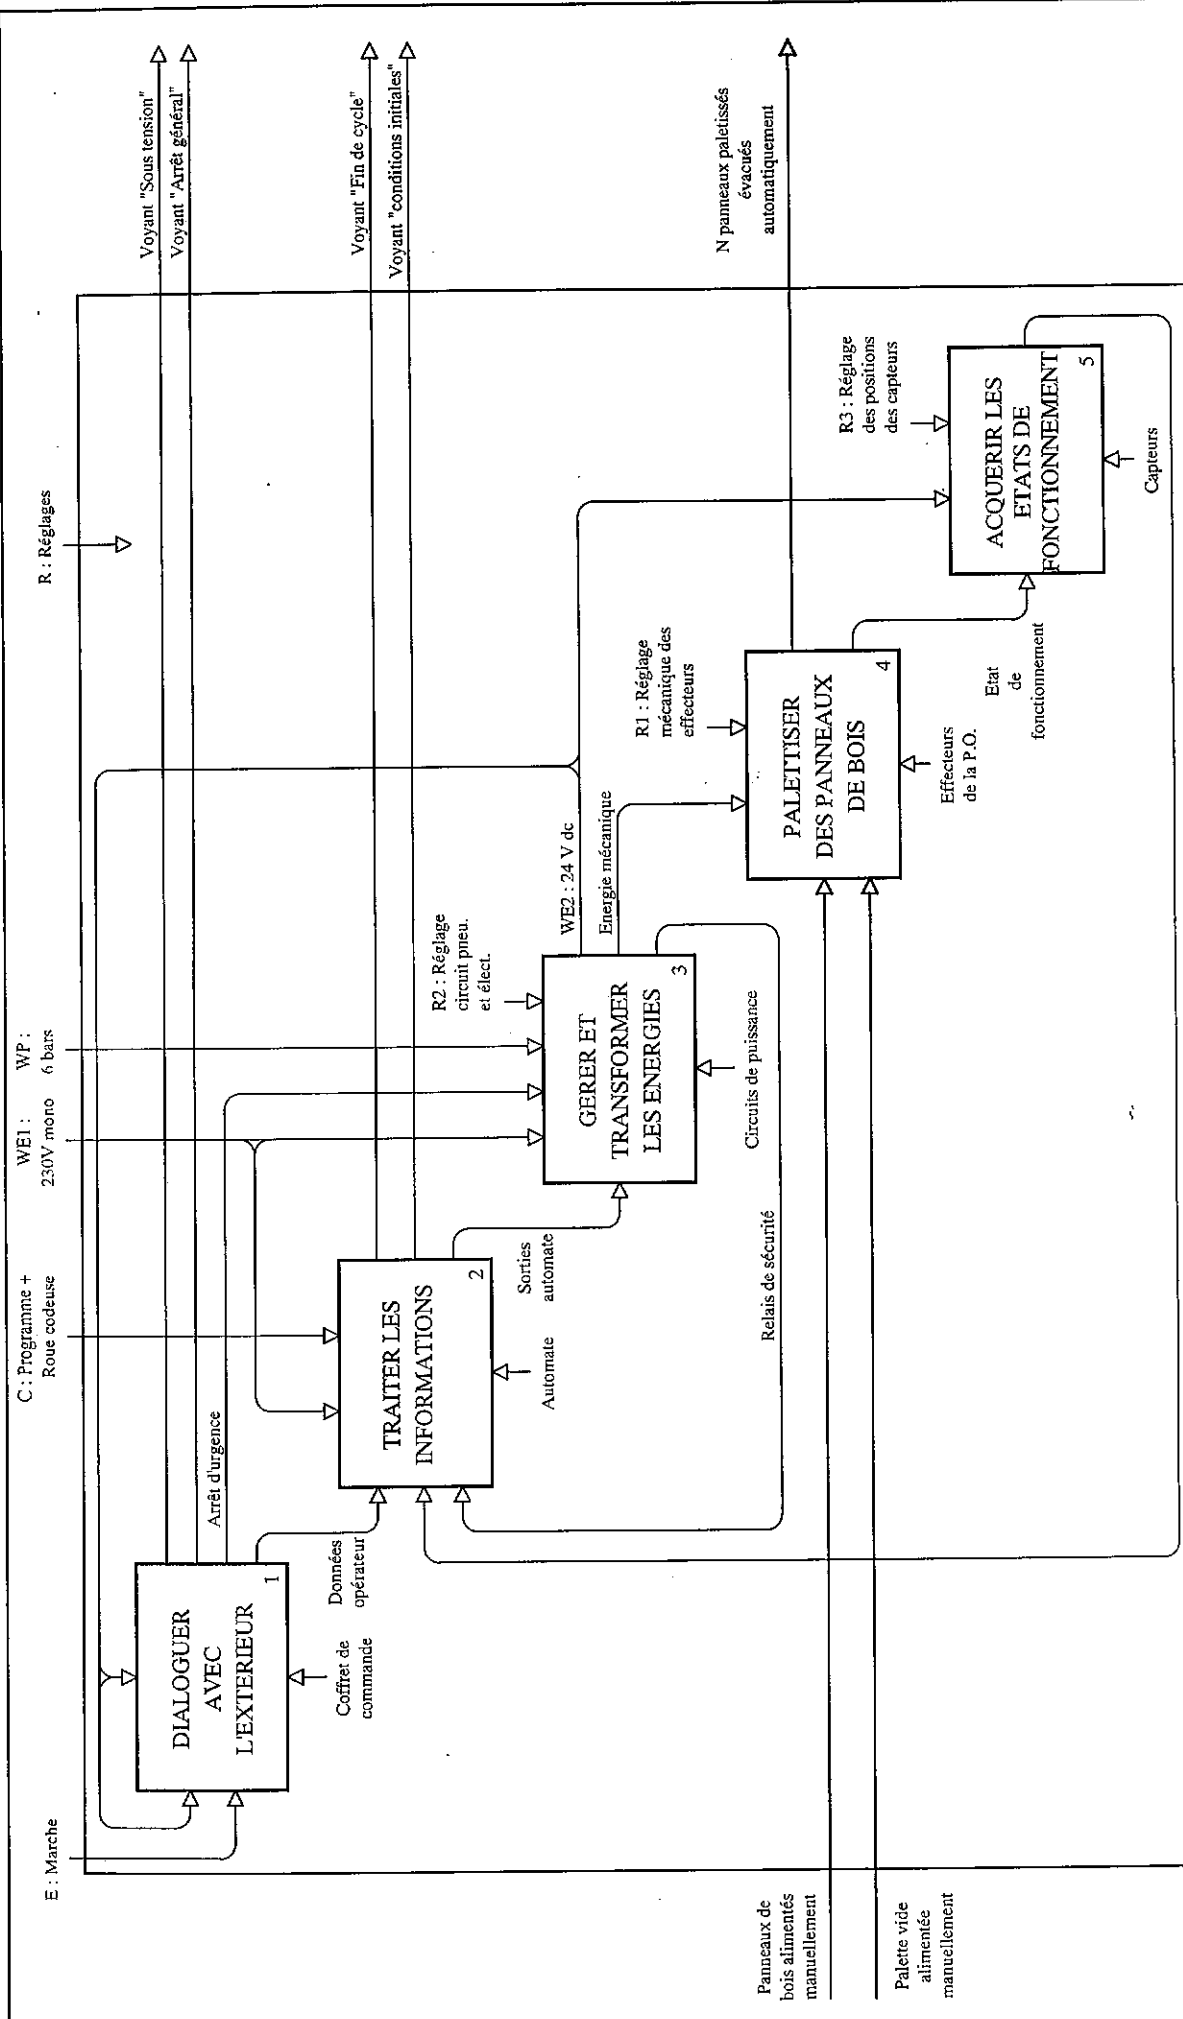 E : Marche
C : Programme +
Roue codeuse
WE1 :
230V mono
WP :
6 bars
R : Réglages
Voyant "Sous tension"
Voyant "Arrêt général"
Arrêt d'urgence
DIALOGUER
AVEC
L'EXTERIEUR
1
Coffret de
commande
Données
opérateur
Voyant "Fin de cycle"
Voyant "conditions initiales"
TRAITER LES
INFORMATIONS
2
Automate
Sorties
automate
R2 : Réglage
circuit pneu.
et élect.
WE2 : 24 V dc
Energie mécanique
GERER ET
TRANSFORMER
LES ENERGIES
3
Circuits de puissance
Relais de sécurité
R1 : Réglage
mécanique des
effecteurs
N panneaux paletissés
évacués
automatiquement
PALETTISER
DES PANNEAUX
DE BOIS
4
Effecteurs
de la P.O.
Etat
de
fonctionnement
R3 : Réglage
des positions
des capteurs
ACQUERIR LES
ETATS DE
FONCTIONNEMENT
5
Capteurs
Panneaux de
bois alimentés
manuellement
Palette vide
alimentée
manuellement